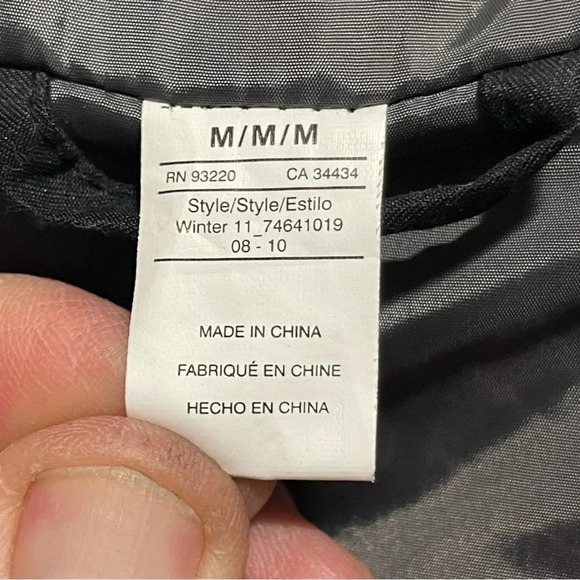 M/M/M
RN 93220 CA 34434
Style/Style/Estilo
Winter 11_74641019
08 - 10
MADE IN CHINA
FABRIQUÉ EN CHINE
HECHO EN CHINA